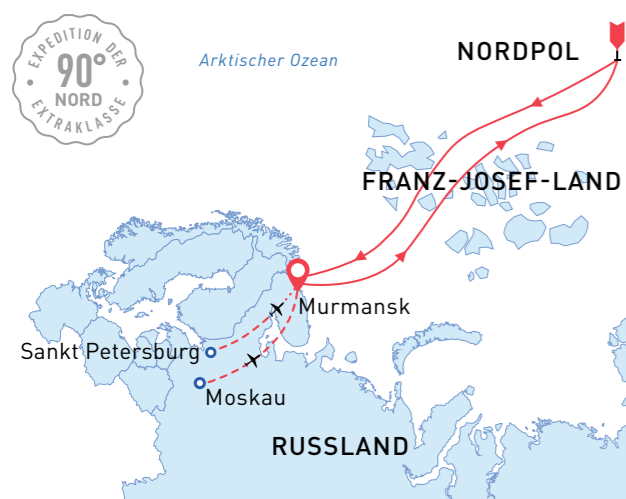 EXPEDITION DER
90°
NORD
EXTRAKLASSE
Arktischer Ozean
NORDPOL
FRANZ-JOSEF-LAND
Murmansk
Sankt Petersburg
Moskau
RUSSLAND